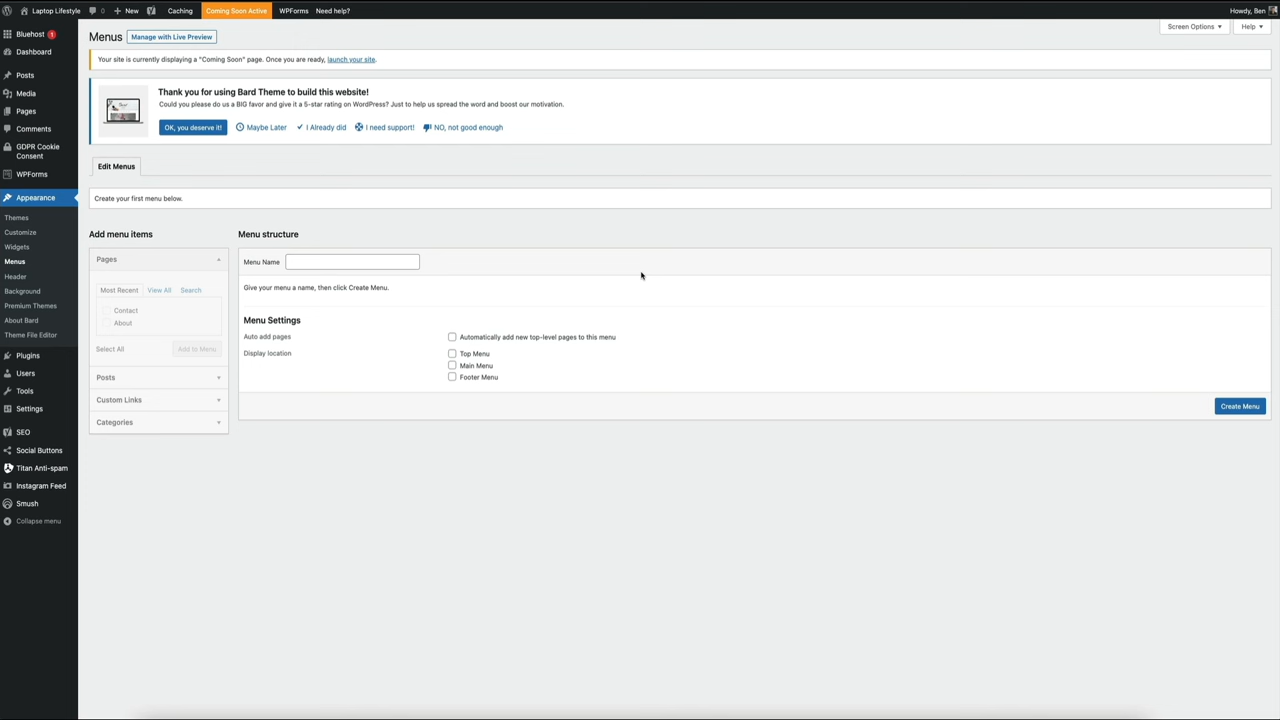 Laptop Lifestyle
0
New
Caching
Coming Soon Active
WPForms
Need help?
Howdy, Ben
Bluehost 1
Dashboard
Posts
Media
Pages
Comments
GDPR Cookie
Consent
WPForms
Appearance
Themes
Customize
Widgets
Menus
Header
Background
Premium Themes
About Bard
Theme File Editor
Plugins
Users
Tools
Settings
SEO
Social Buttons
Titan Anti-spam
Instagram Feed
Smush
Collapse menu
Screen Options
Help
Menus
Manage with Live Preview
Your site is currently displaying a "Coming Soon" page. Once you are ready, launch your site.
Thank you for using Bard Theme to build this website!
Could you please do us a BIG favor and give it a 5-star rating on WordPress? Just to help us spread the word and boost our motivation.
OK, you deserve it!
Maybe Later
I Already did
I need support!
NO, not good enough
Edit Menus
Create your first menu below.
Add menu items
Pages
Most Recent
View All
Search
Contact
About
Select All
Add to Menu
Posts
Custom Links
Categories
Menu structure
Menu Name
Give your menu a name, then click Create Menu.
Menu Settings
Auto add pages
Automatically add new top-level pages to this menu
Display location
Top Menu
Main Menu
Footer Menu
Create Menu